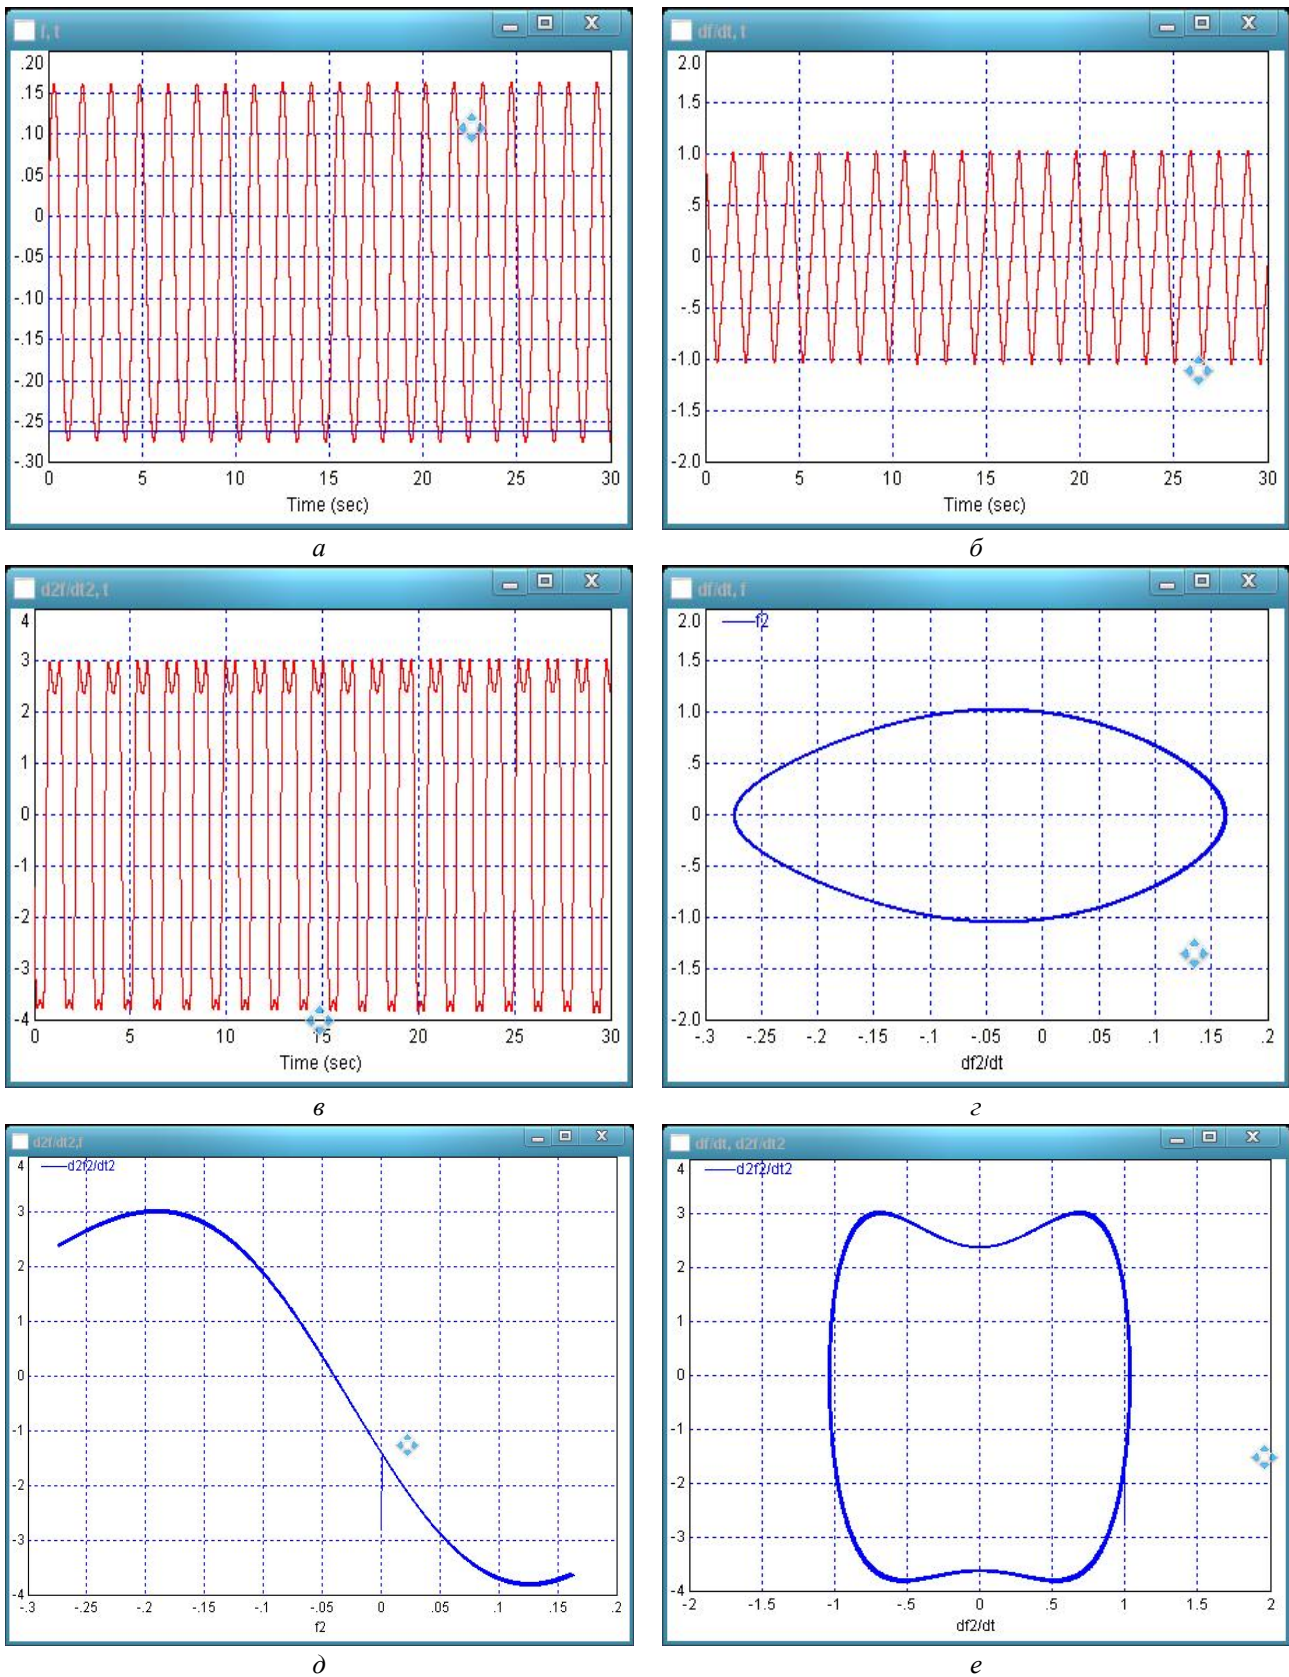 f, t
.20
.15
.10
.05
0
-.05
-.10
-.15
-.20
-.25
-.30
0 5 10 15 20 25 30
Time (sec)
а
df/dt, t
2.0
1.5
1.0
.5
0
-.5
-1.0
-1.5
-2.0
0 5 10 15 20 25 30
Time (sec)
б
d2f/dt2, t
4
3
2
1
0
-1
-2
-3
-4
0 5 10 15 20 25 30
Time (sec)
в
df/dt, f
f2
2.0
1.5
1.0
.5
0
-.5
-1.0
-1.5
-2.0
-.3 -.25 -.2 -.15 -.1 -.05 0 .05 .1 .15 .2
df2/dt
г
d2f/dt2,f
d2f2/dt2
4
3
2
1
0
-1
-2
-3
-4
-.3 -.25 -.2 -.15 -.1 -.05 0 .05 .1 .15 .2
f2
д
df/dt, d2f/dt2
d2f2/dt2
4
3
2
1
0
-1
-2
-3
-4
-2 -1.5 -1 -.5 0 .5 1 1.5 2
df2/dt
е